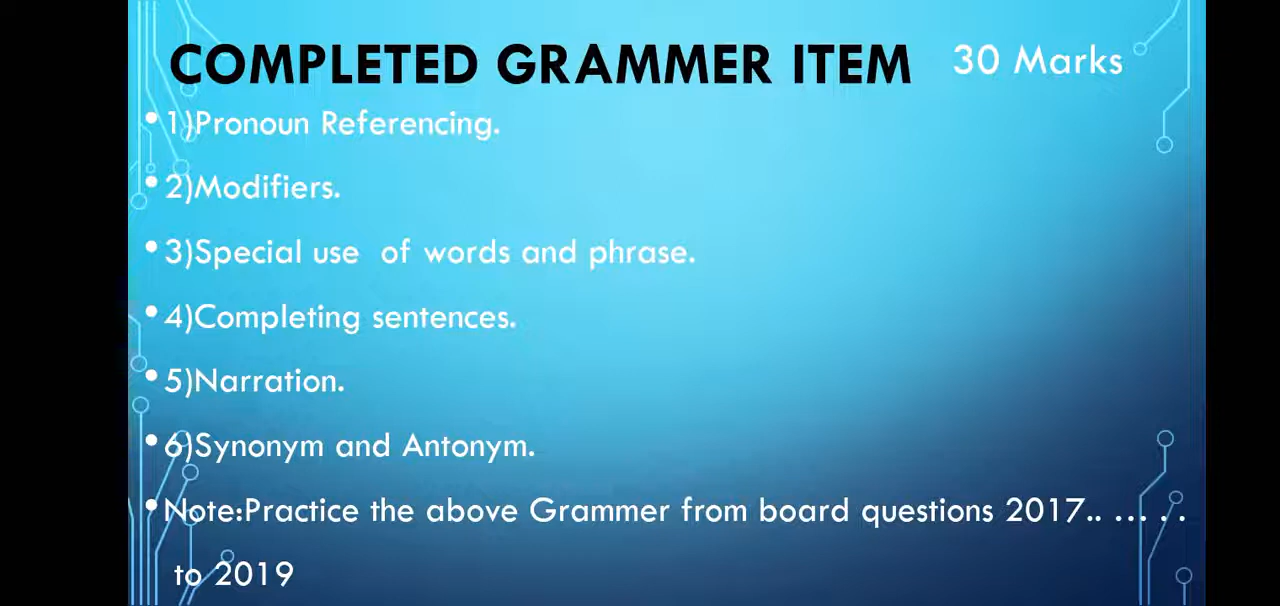 COMPLETED GRAMMER ITEM 30 Marks
• 1)Pronoun Referencing.
• 2)Modifiers.
• 3)Special use of words and phrase.
• 4)Completing sentences.
• 5)Narration.
• 6)Synonym and Antonym.
• Note:Practice the above Grammer from board questions 2017.. ... . .
to 2019